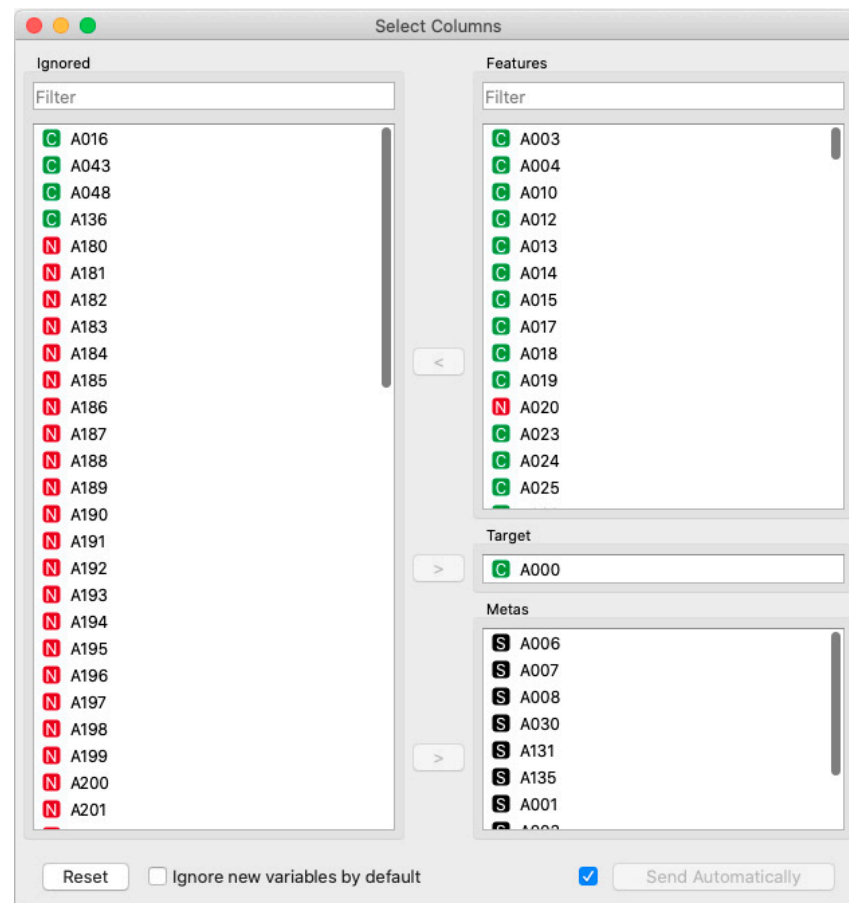 Select Columns
Ignored
Filter
C A016
C A043
C A048
C A136
N A180
N A181
N A182
N A183
N A184
N A185
N A186
N A187
N A188
N A189
N A190
N A191
N A192
N A193
N A194
N A195
N A196
N A197
N A198
N A199
N A200
N A201
<
>
>
Features
Filter
C A003
C A004
C A010
C A012
C A013
C A014
C A015
C A017
C A018
C A019
N A020
C A023
C A024
C A025
Target
C A000
Metas
S A006
S A007
S A008
S A030
S A131
S A135
S A001
Reset
Ignore new variables by default
Send Automatically